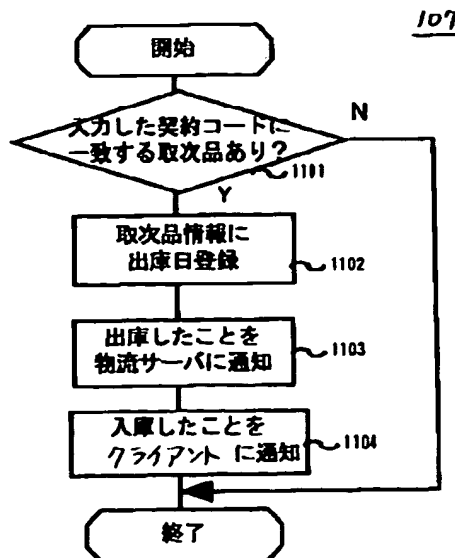 107
開始
入力した契約コードに
一致する取次品あり?
N
1101
Y
取次品情報に
出庫日登録
1102
出庫したことを
物流サーバに通知
1103
入庫したことを
クライアントに通知
1104
終了